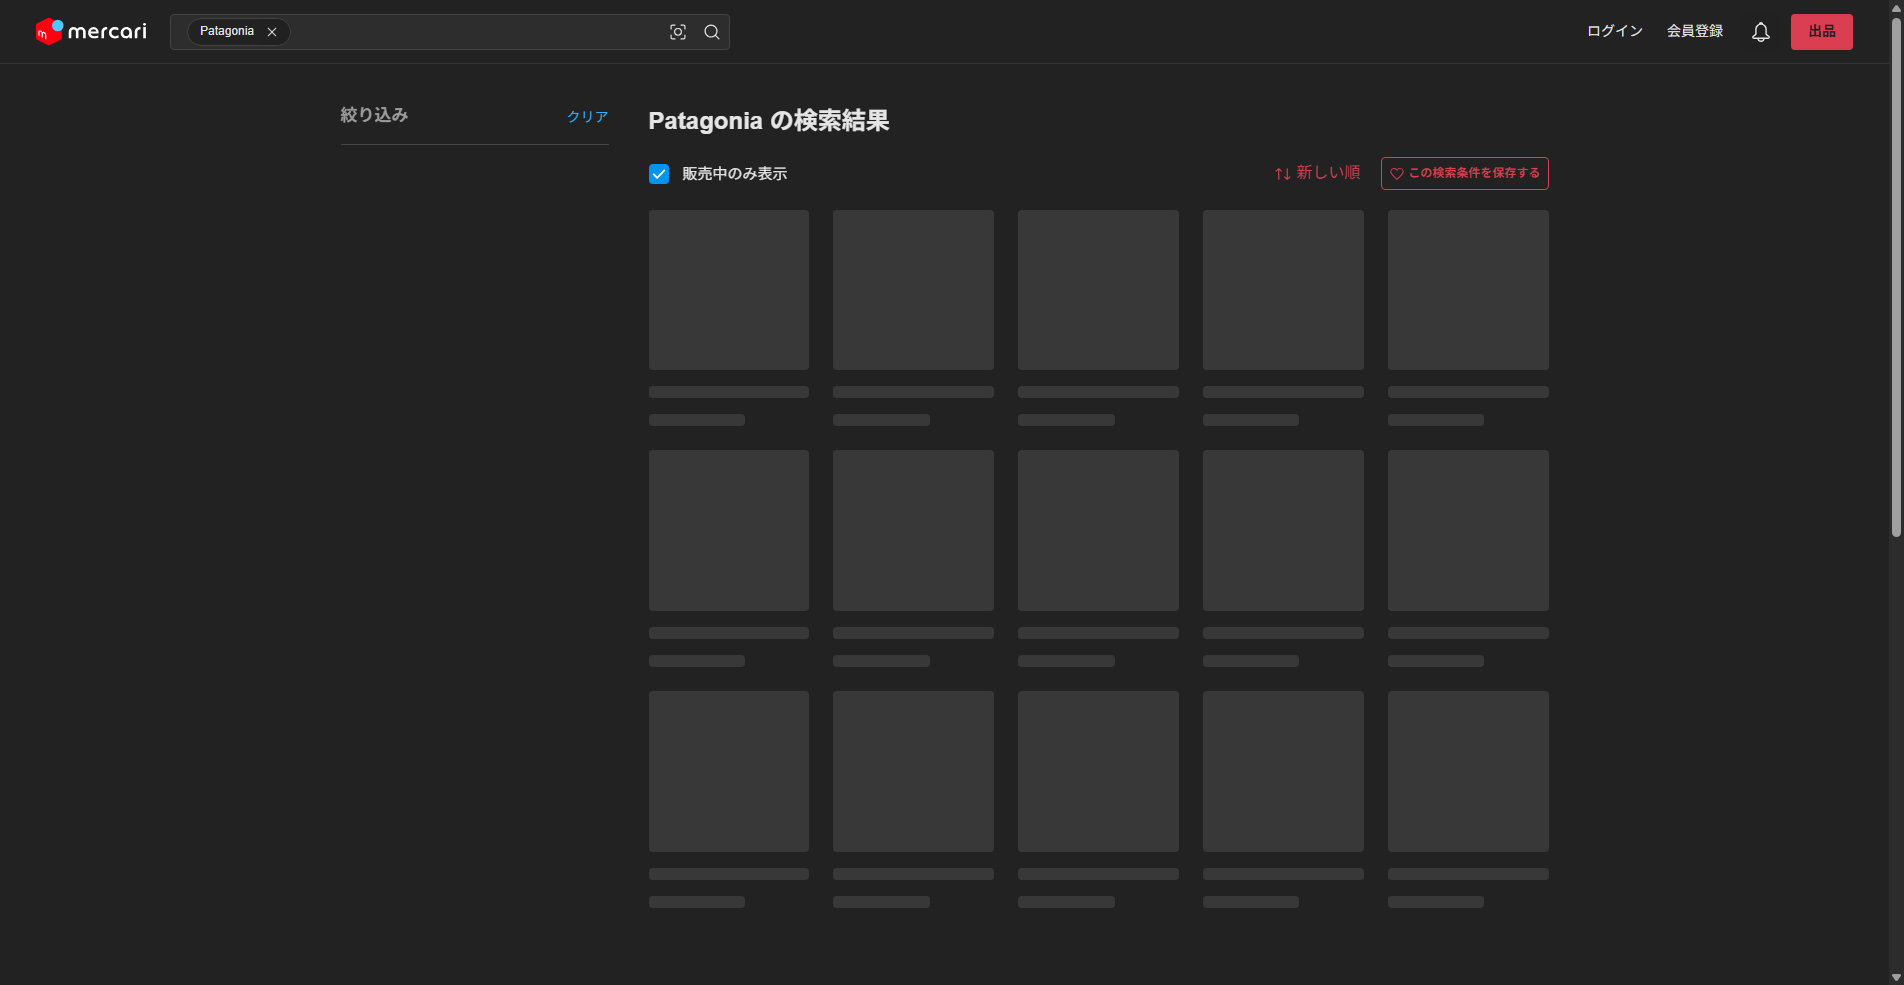 mercari
Patagonia
ログイン
会員登録
出品
絞り込み
クリア
Patagonia の検索結果
販売中のみ表示
新しい順
この検索条件を保存する